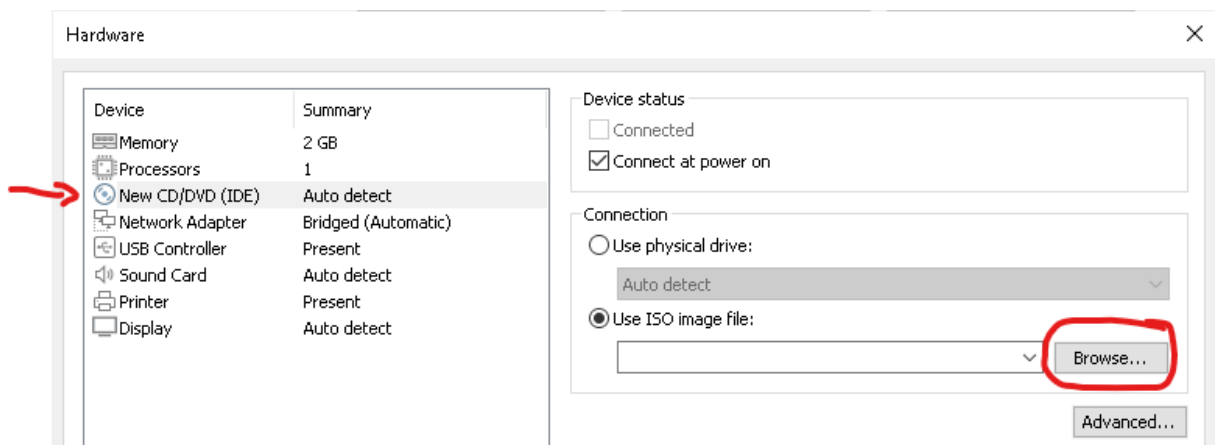 Hardware
Device Summary
Memory 2 GB
Processors 1
New CD/DVD (IDE) Auto detect
Network Adapter Bridged (Automatic)
USB Controller Present
Sound Card Auto detect
Printer Present
Display Auto detect
Device status
Connected
Connect at power on
Connection
Use physical drive:
Auto detect
Use ISO image file:
Browse...
Advanced...